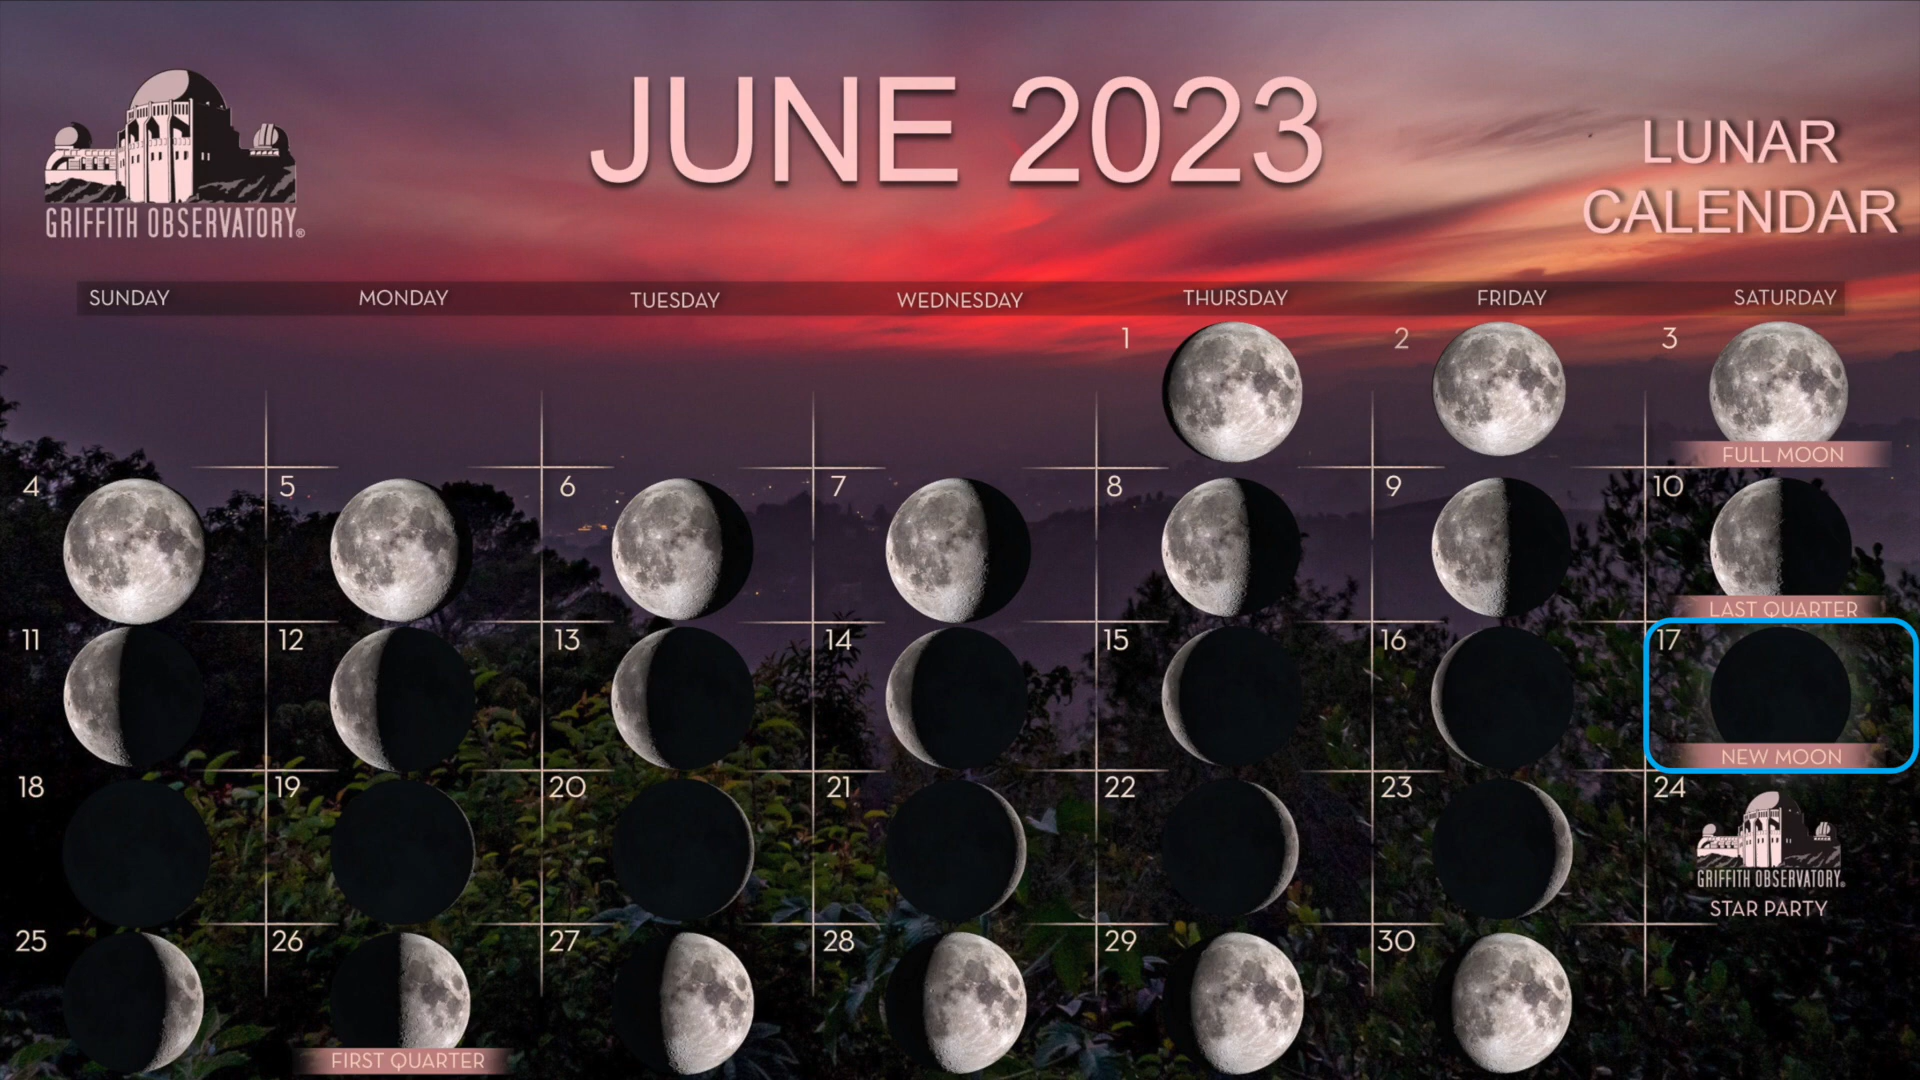 JUNE 2023
LUNAR
CALENDAR
GRIFFITH OBSERVATORY®
SUNDAY MONDAY TUESDAY WEDNESDAY THURSDAY FRIDAY SATURDAY
1 2 3
FULL MOON
4 5 6 7 8 9 10
LAST QUARTER
11 12 13 14 15 16 17
NEW MOON
18 19 20 21 22 23 24
GRIFFITH OBSERVATORY®
STAR PARTY
25 26 27 28 29 30
FIRST QUARTER